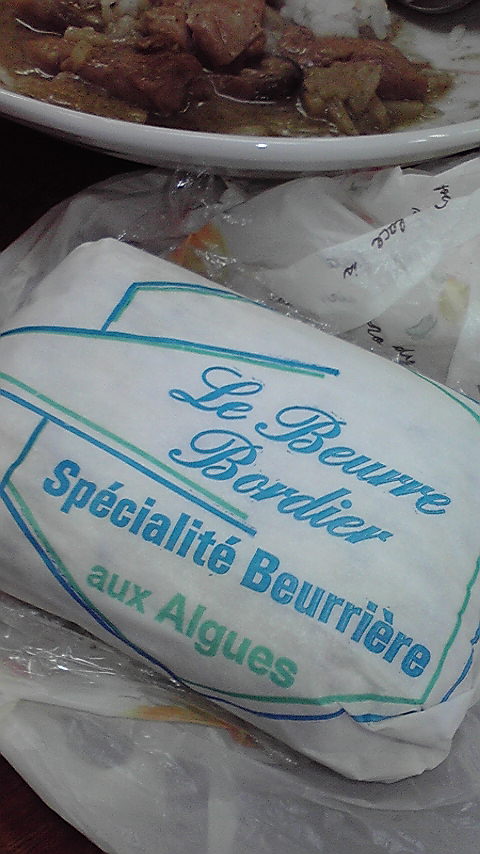 Le Beurre
Bordier
Spécialité Beurrière
aux Algues